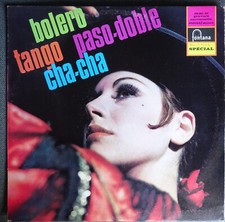 bolero
tango paso-doble
cha-cha
fontana
SPÉCIAL